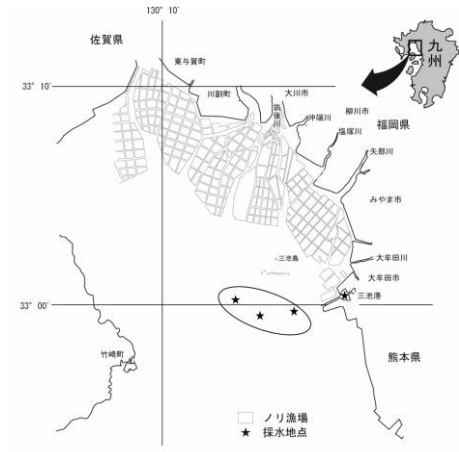 130° 10'
佐賀県
東与賀町
九州
33° 10'
川副町
大川市
筑後川
沖端川
柳川市
塩塚川
福岡県
矢部川
みやま市
三池島
大牟田川
大牟田市
三池港
33° 00'
竹崎町
熊本県
ノリ漁場
採水地点